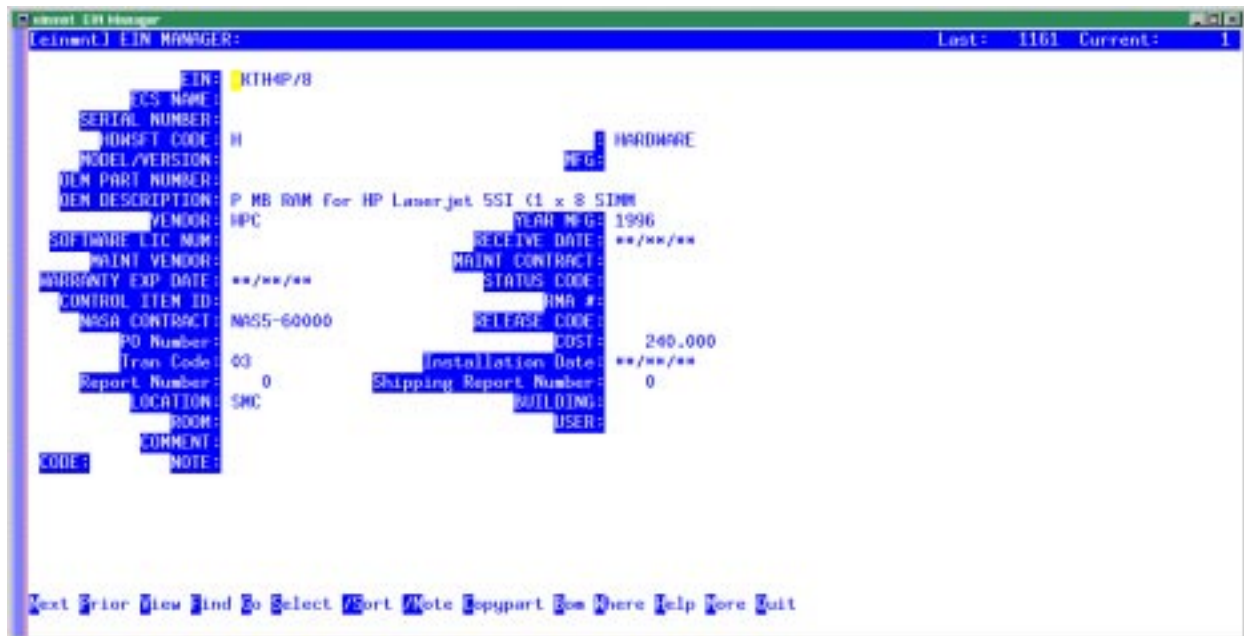 einmnt EIN Manager
[einmnt] EIN MANAGER: Last: 1161 Current: 1
EIN: KTH4P/8
ECS NAME:
SERIAL NUMBER:
HDWSFT CODE: H : HARDWARE
MODEL/VERSION: MFG:
OEM PART NUMBER:
OEM DESCRIPTION: P MB RAM For HP Laserjet 5SI (1 x 8 SIMM
VENDOR: HPC YEAR MFG: 1996
SOFTWARE LIC NUM: RECEIVE DATE: **/**/**
MAINT VENDOR: MAINT CONTRACT:
WARRANTY EXP DATE: **/**/** STATUS CODE:
CONTROL ITEM ID: RMA #:
NASA CONTRACT: NAS5-60000 RELEASE CODE:
PO Number: COST: 240.000
Tran Code: 03 Installation Date: **/**/**
Report Number: 0 Shipping Report Number: 0
LOCATION: SMC BUILDING:
ROOM: USER:
COMMENT:
CODE: NOTE:
Next Prior View Find Go Select /Sort /Note Copypart Bom Where Help More Quit